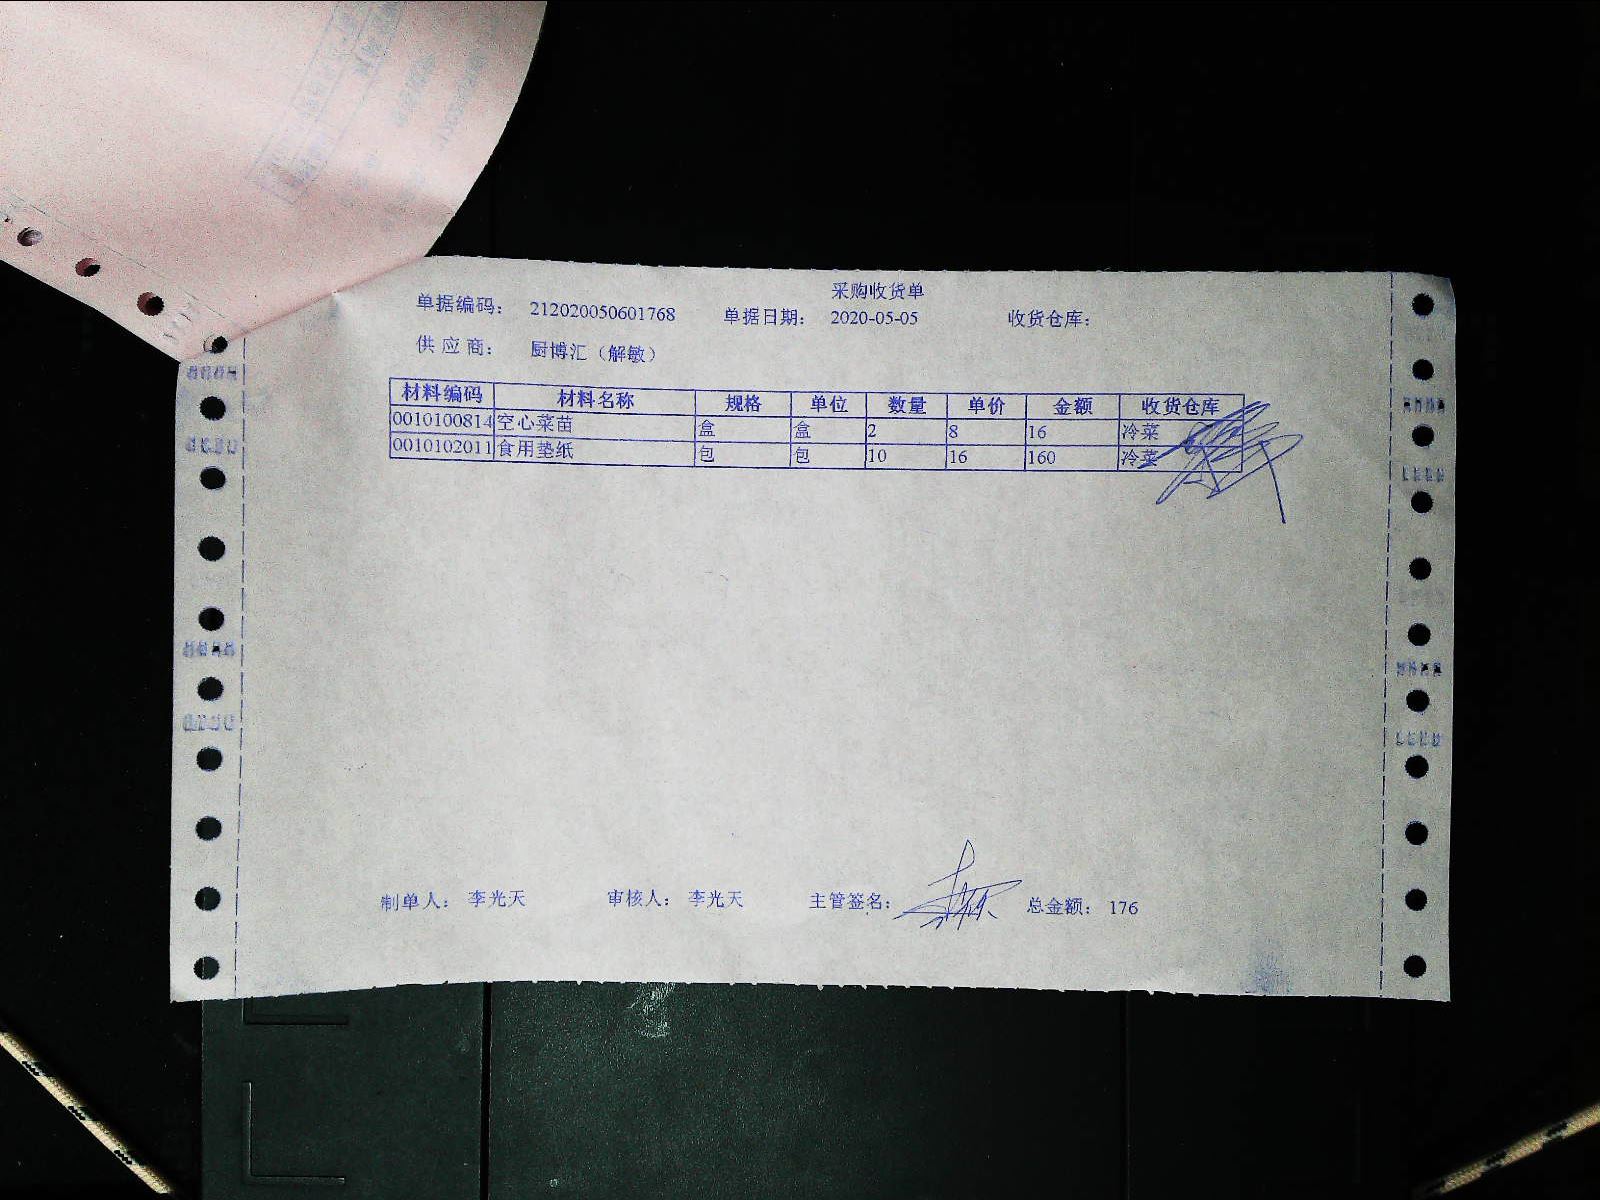 采购收货单
单据编码： 212020050601768 单据日期： 2020-05-05 收货仓库：
供应商： 厨博汇（解敏）
材料编码 材料名称 规格 单位 数量 单价 金额 收货仓库
0010100814 空心菜苗 盒 盒 2 8 16 冷菜
0010102011 食用垫纸 包 包 10 16 160 冷菜
制单人： 李光天 审核人： 李光天 主管签名： 总金额： 176